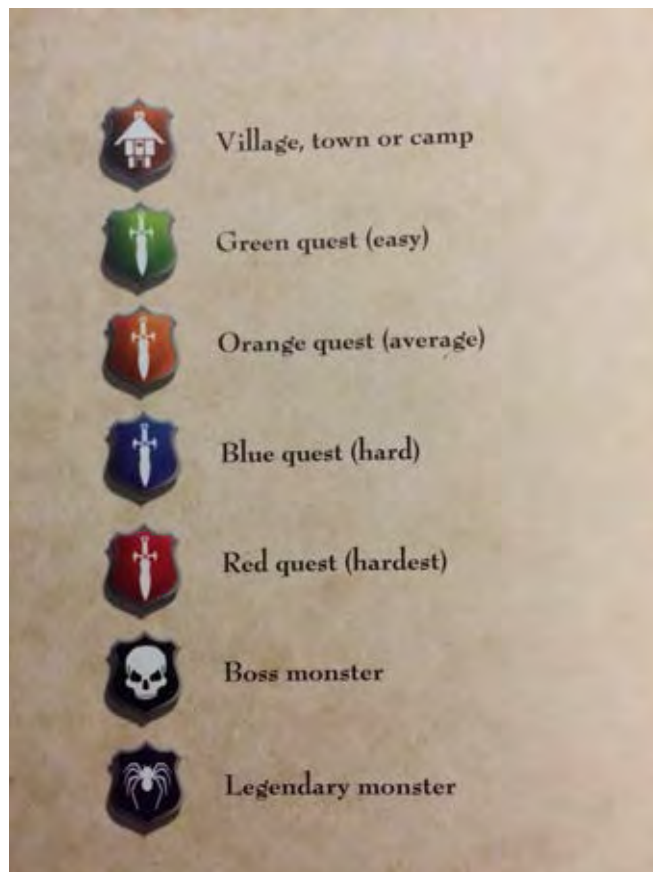 Village, town or camp
Green quest (easy)
Orange quest (average)
Blue quest (hard)
Red quest (hardest)
Boss monster
Legendary monster